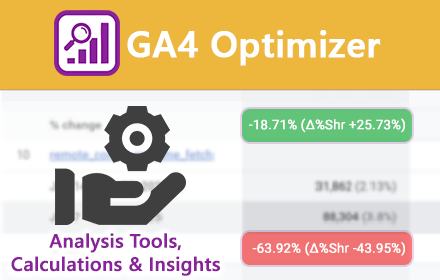 GA4 Optimizer
% change
-18.71% (Δ%Shr +25.73%)
10
31,862 (2.13%)
88,304 (3.8%)
-63.92% (Δ%Shr -43.95%)
Analysis Tools,
Calculations & Insights